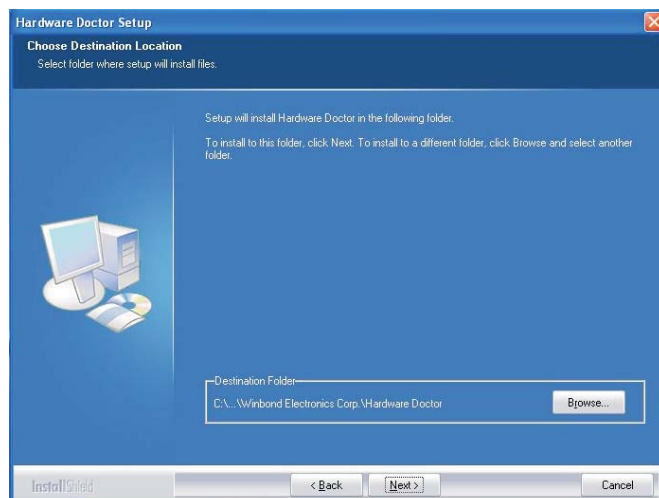 Hardware Doctor Setup
Choose Destination Location
Select folder where setup will install files.
Setup will install Hardware Doctor in the following folder.
To install to this folder, click Next. To install to a different folder, click Browse and select another
folder.
Destination Folder
C:\...\Winbond Electronics Corp.\Hardware Doctor
Browse...
InstallShield
< Back
Next >
Cancel